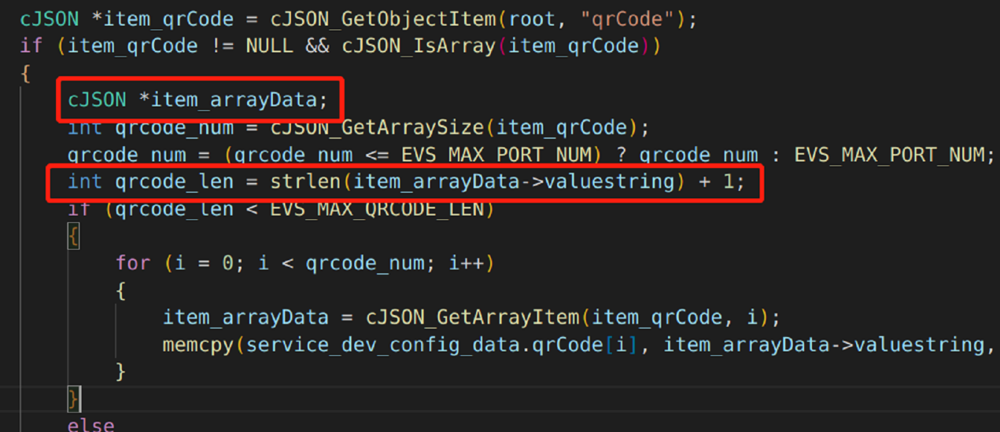 cJSON *item_qrCode = cJSON_GetObjectItem(root, "qrCode");
if (item_qrCode != NULL && cJSON_IsArray(item_qrCode))
{
cJSON *item_arrayData;
int qrcode_num = cJSON_GetArraySize(item_qrCode);
qrcode_num = (qrcode_num <= EVS_MAX_PORT_NUM) ? qrcode_num : EVS_MAX_PORT_NUM;
int qrcode_len = strlen(item_arrayData->valuestring) + 1;
if (qrcode_len < EVS_MAX_QRCODE_LEN)
{
for (i = 0; i < qrcode_num; i++)
{
item_arrayData = cJSON_GetArrayItem(item_qrCode, i);
memcpy(service_dev_config_data.qrCode[i], item_arrayData->valuestring,
}
}
else